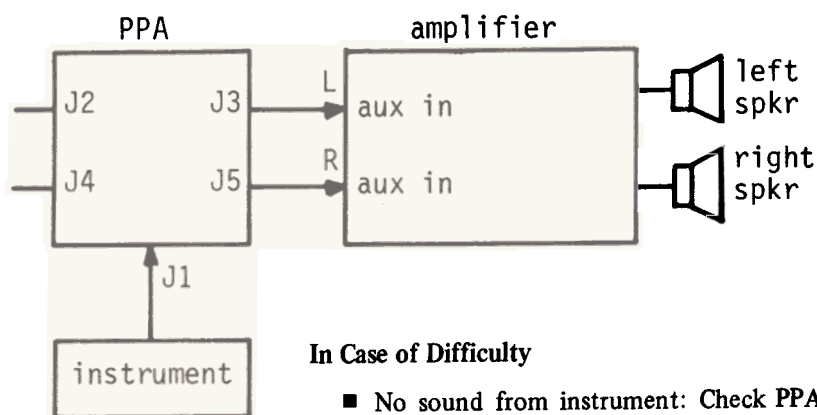 PPA
amplifier
J2
J3
L
aux in
left
spkr
J4
J5
R
aux in
right
spkr
J1
instrument
In Case of Difficulty
■ No sound from instrument: Check PPA